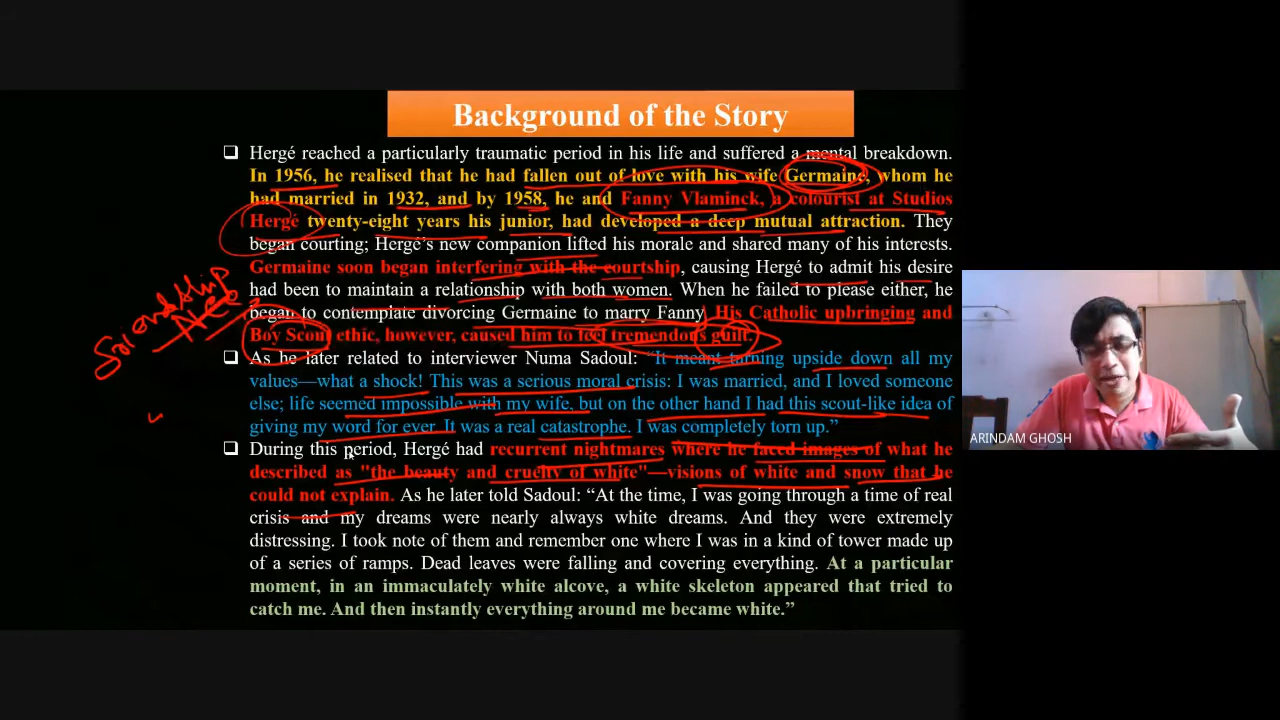 Background of the Story
❑ Hergé reached a particularly traumatic period in his life and suffered a mental breakdown.
In 1956, he realised that he had fallen out of love with his wife Germaine, whom he
had married in 1932, and by 1958, he and Fanny Vlaminck, a colourist at Studios
Hergé twenty-eight years his junior, had developed a deep mutual attraction. They
began courting; Hergé's new companion lifted his morale and shared many of his interests.
Germaine soon began interfering with the courtship, causing Hergé to admit his desire
had been to maintain a relationship with both women. When he failed to please either, he
began to contemplate divorcing Germaine to marry Fanny. His Catholic upbringing and
Boy Scout ethic, however, caused him to feel tremendous guilt.
❑ As he later related to interviewer Numa Sadoul: “It meant turning upside down all my
values—what a shock! This was a serious moral crisis: I was married, and I loved someone
else; life seemed impossible with my wife, but on the other hand I had this scout-like idea of
giving my word for ever. It was a real catastrophe. I was completely torn up.”
❑ During this period, Hergé had recurrent nightmares where he faced images of what he
described as "the beauty and cruelty of white"—visions of white and snow that he
could not explain. As he later told Sadoul: “At the time, I was going through a time of real
crisis and my dreams were nearly always white dreams. And they were extremely
distressing. I took note of them and remember one where I was in a kind of tower made up
of a series of ramps. Dead leaves were falling and covering everything. At a particular
moment, in an immaculately white alcove, a white skeleton appeared that tried to
catch me. And then instantly everything around me became white.”
ARINDAM GHOSH